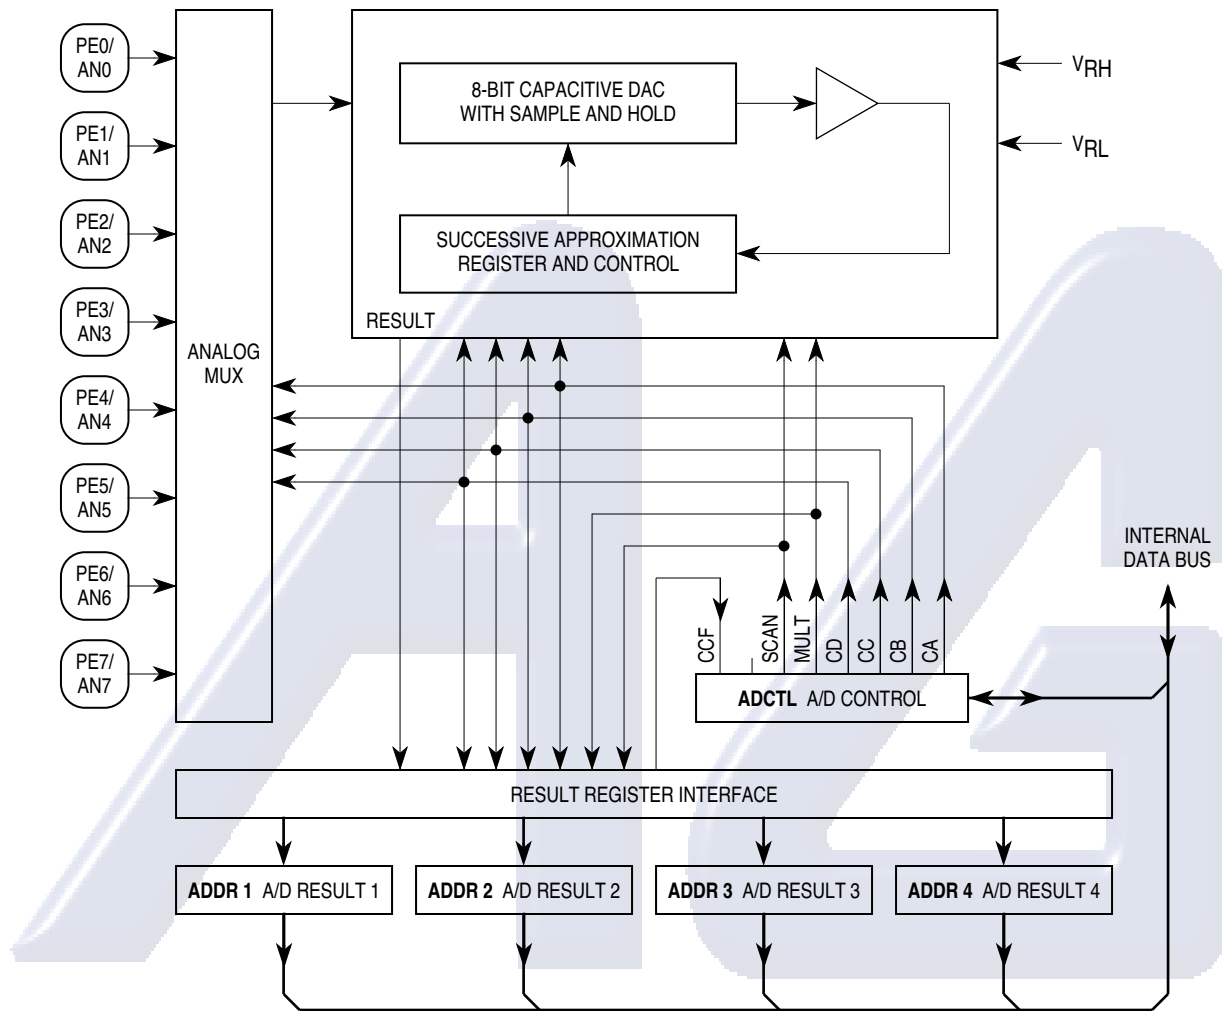 PE0/
AN0
PE1/
AN1
PE2/
AN2
PE3/
AN3
PE4/
AN4
PE5/
AN5
PE6/
AN6
PE7/
AN7
ANALOG
MUX
8-BIT CAPACITIVE DAC
WITH SAMPLE AND HOLD
SUCCESSIVE APPROXIMATION
REGISTER AND CONTROL
RESULT
VRH
VRL
INTERNAL
DATA BUS
CCF
SCAN
MULT
CD
CC
CB
CA
ADCTL A/D CONTROL
RESULT REGISTER INTERFACE
ADDR 1 A/D RESULT 1
ADDR 2 A/D RESULT 2
ADDR 3 A/D RESULT 3
ADDR 4 A/D RESULT 4